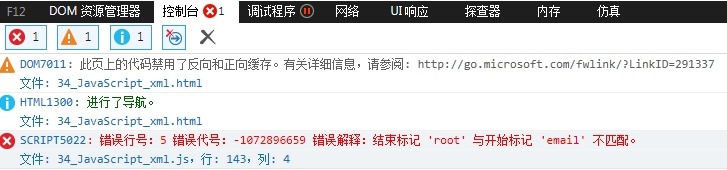 F12 DOM 资源管理器 控制台 1 调试程序 网络 UI 响应 探查器 内存 仿真
1 1 1
DOM7011: 此页上的代码禁用了反向和正向缓存。有关详细信息，请参阅: http://go.microsoft.com/fwlink/?LinkID=291337
文件: 34_JavaScript_xml.html
HTML1300: 进行了导航。
文件: 34_JavaScript_xml.html
SCRIPT5022: 错误行号: 5 错误代号: -1072896659 错误解释: 结束标记 'root' 与开始标记 'email' 不匹配。
文件: 34_JavaScript_xml.js，行: 143，列: 4